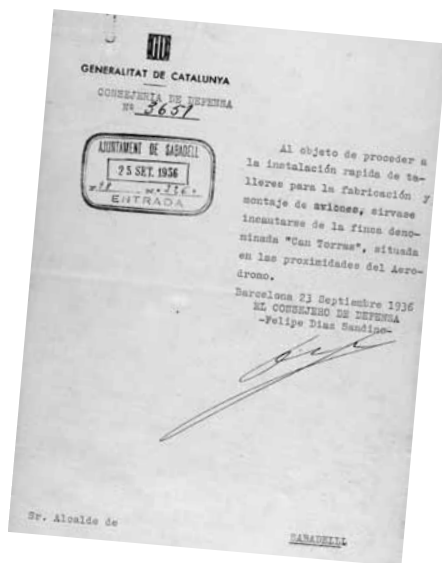 GENERALITAT DE CATALUNYA
CONSEJERIA DE DEFENSA
Nº 3651
AJUNTAMENT DE SABADELL
25 SET. 1936
ENTRADA
Al objeto de proceder a
la instalación rapida de ta-
lleres para la fabricación y
montaje de aviones, sirvase
incautarse de la finca deno-
minada "Can Torras", situada
en las proximidades del Aero-
dromo.
Barcelona 23 Septiembre 1936
EL CONSEJERO DE DEFENSA
-Felipe Diaz Sandino-
Sr. Alcalde de
SABADELL